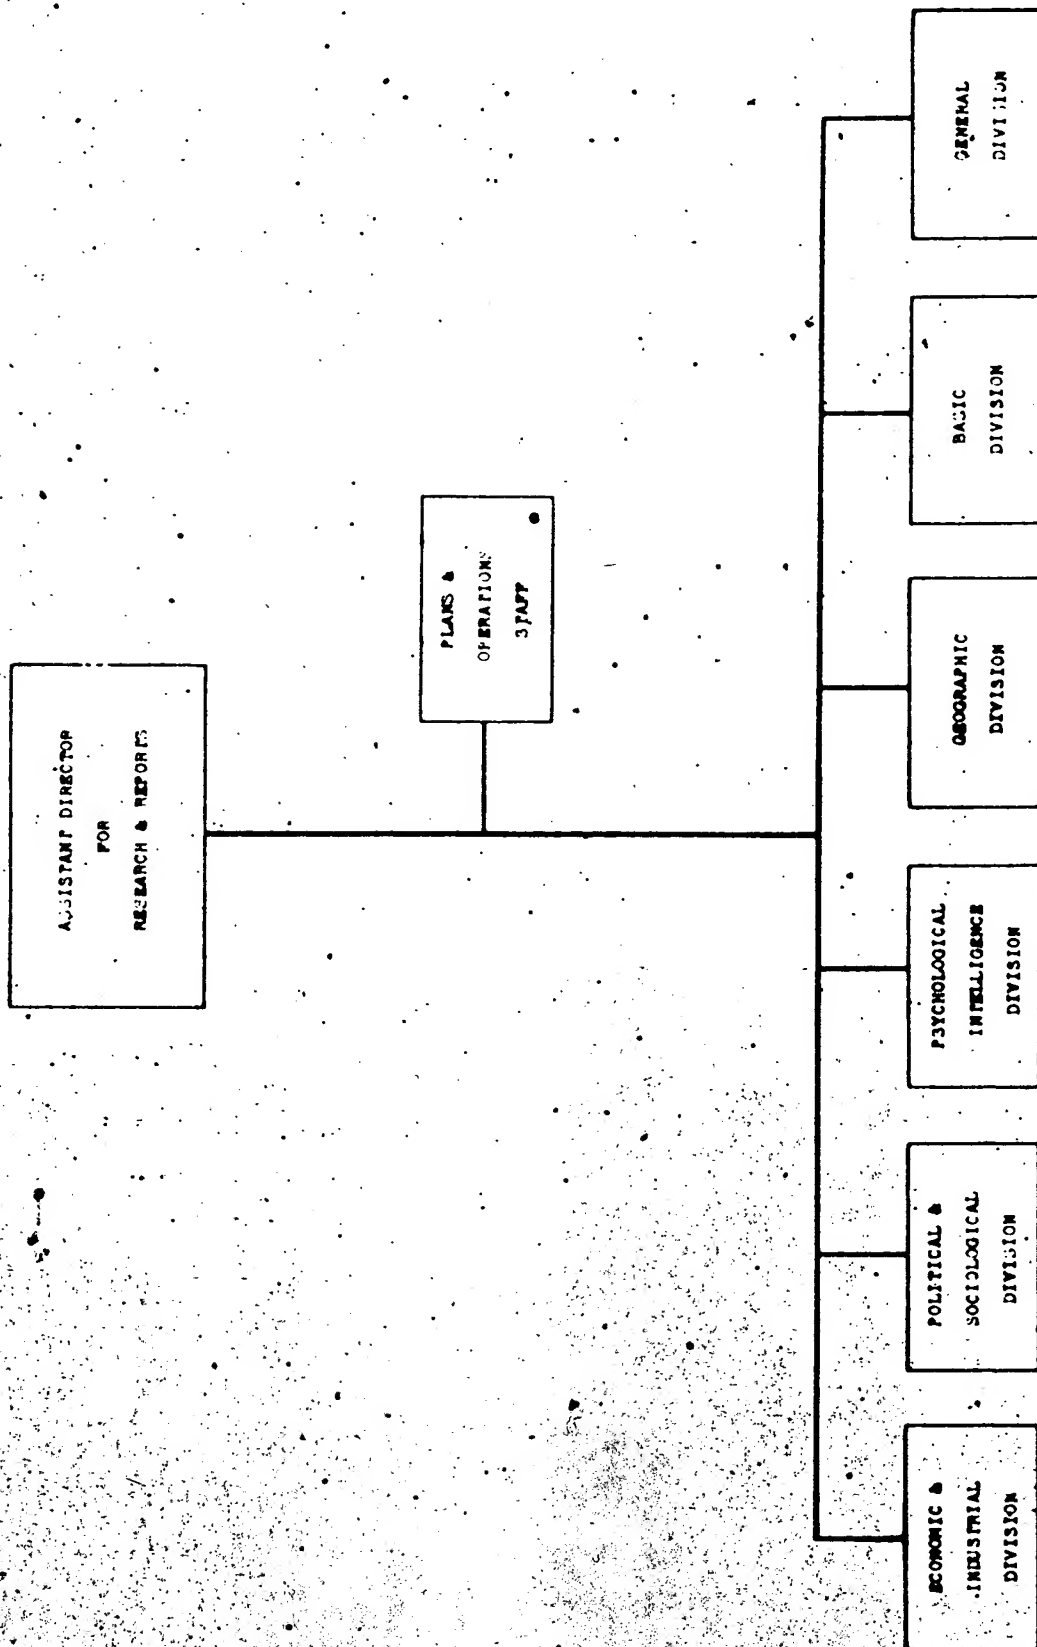 ASSISTANT DIRECTOR
FOR
RESEARCH & REPORTS
PLANS &
OPERATIONS
STAFF
ECONOMIC &
INDUSTRIAL
DIVISION
POLITICAL &
SOCIOLOGICAL
DIVISION
PSYCHOLOGICAL
INTELLIGENCE
DIVISION
GEOGRAPHIC
DIVISION
BASIC
DIVISION
GENERAL
DIVISION